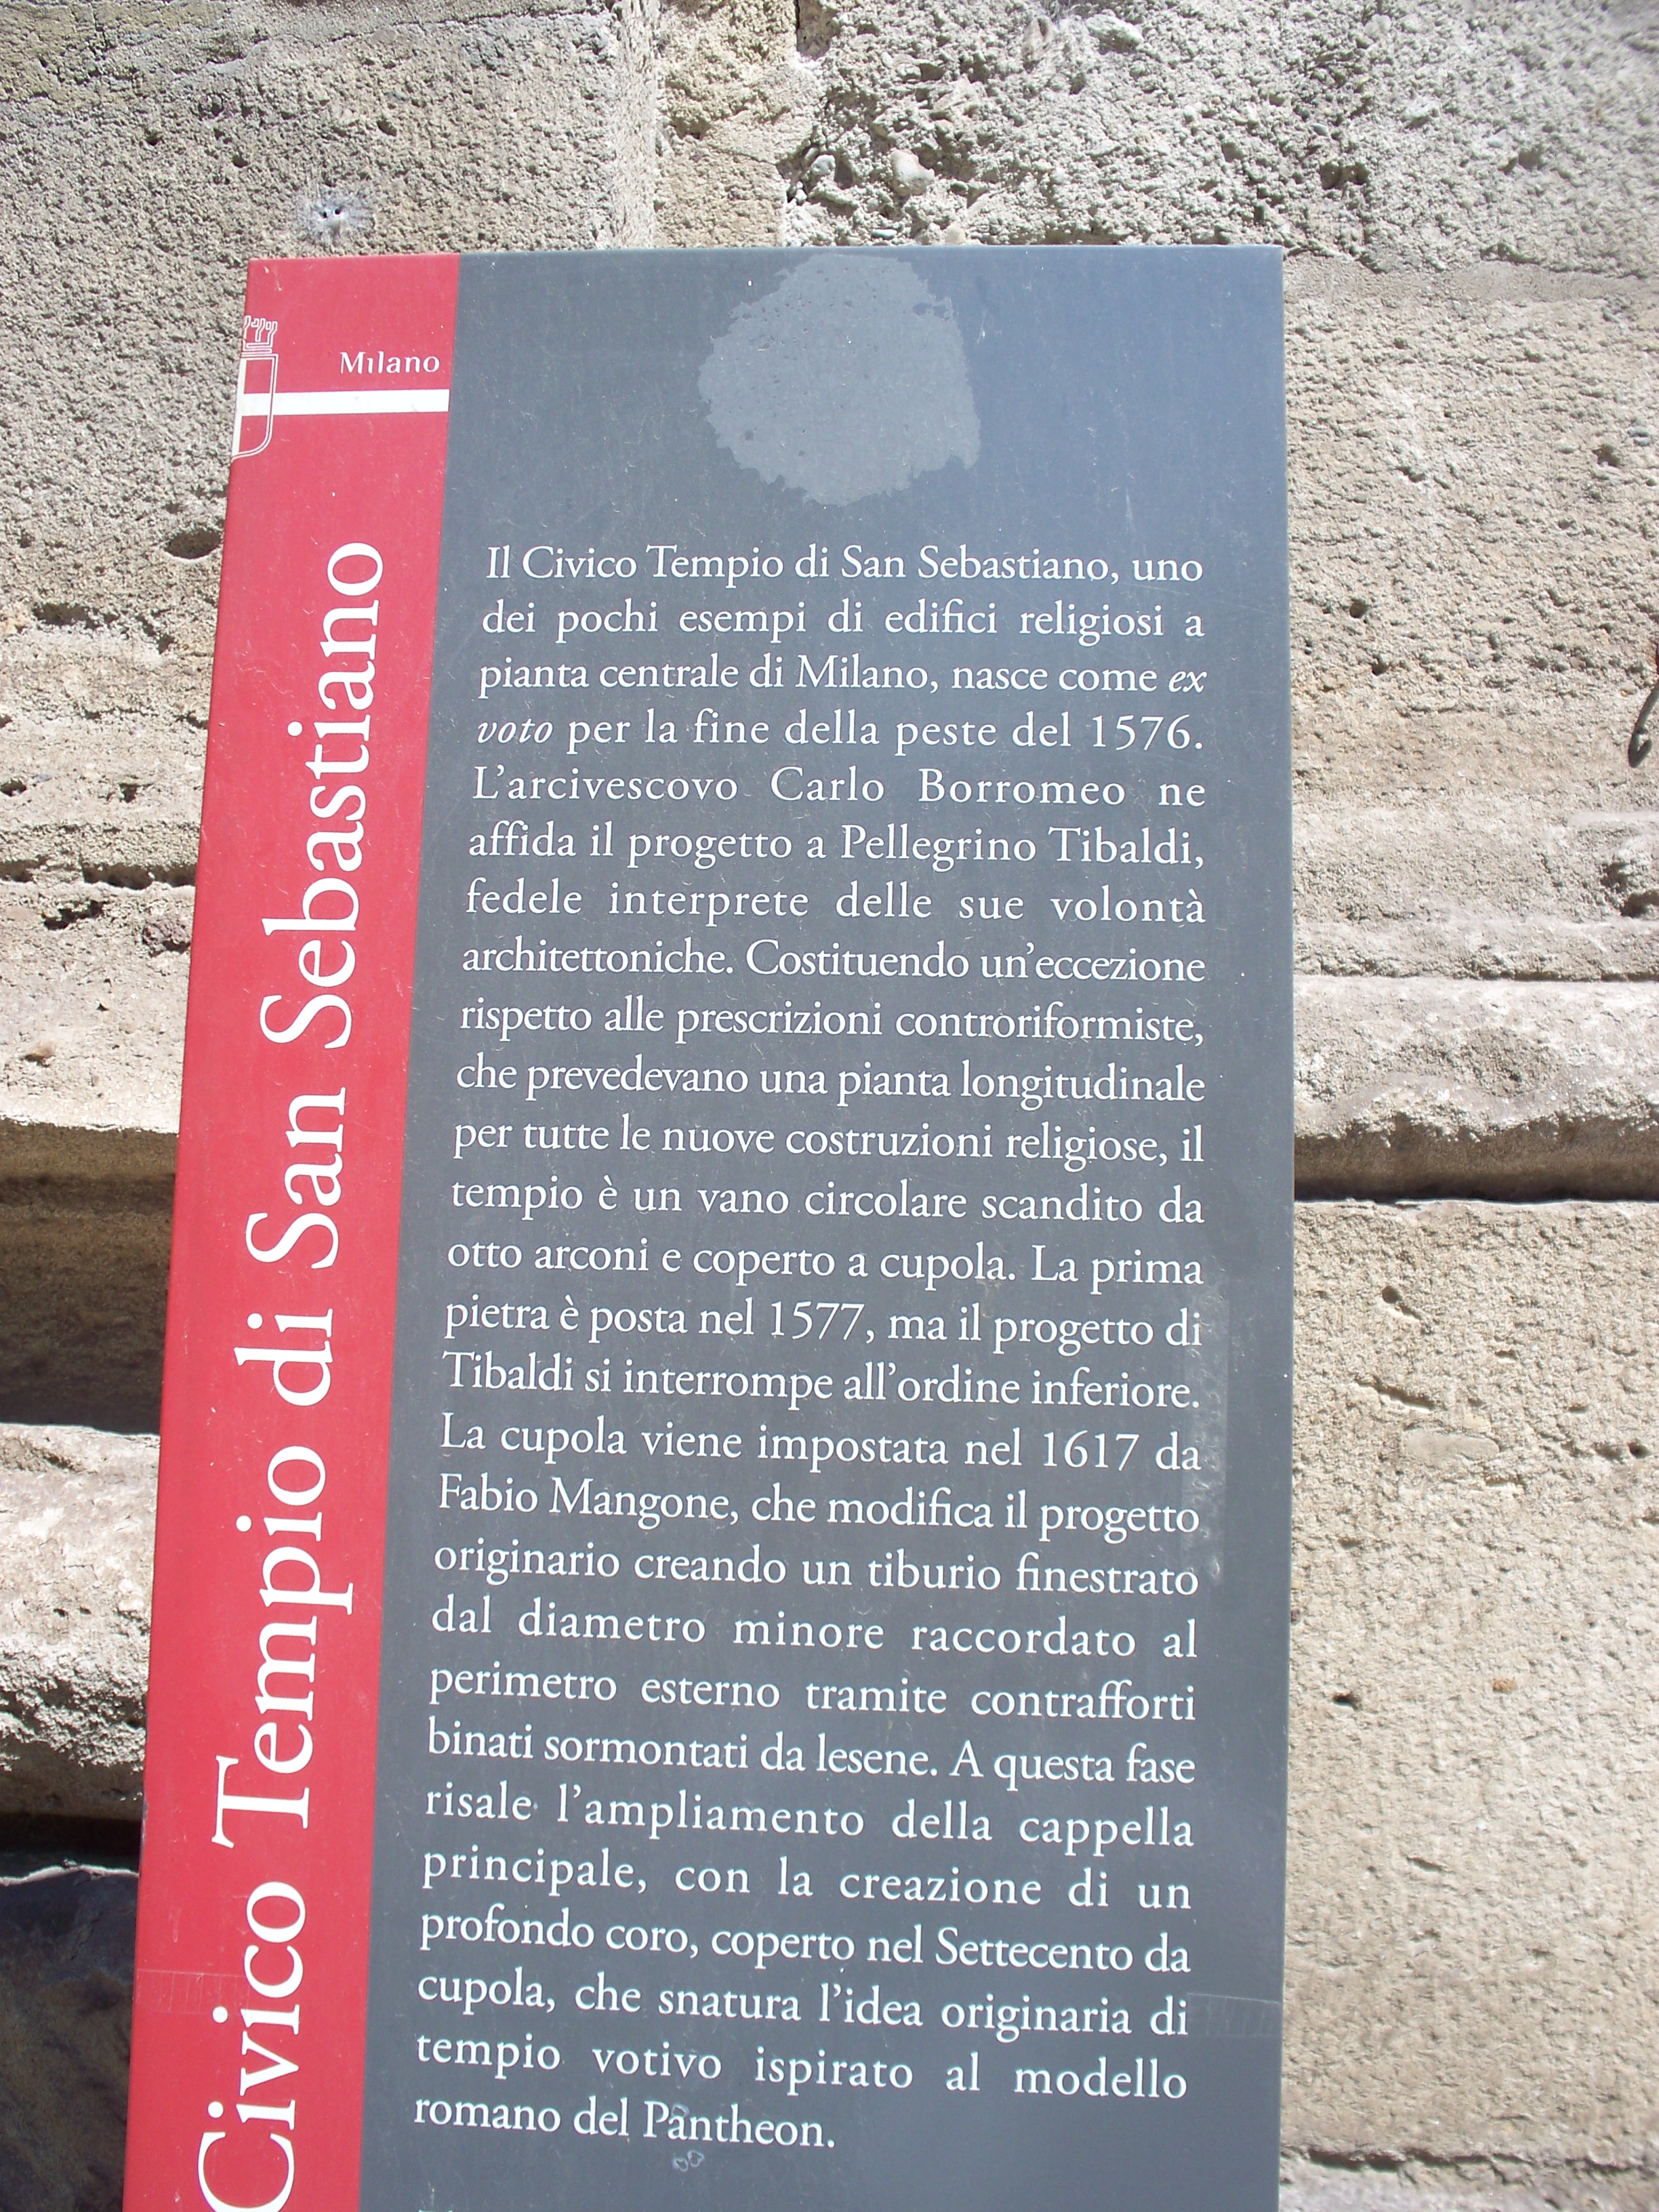 Milano
Civico Tempio di San Sebastiano
Il Civico Tempio di San Sebastiano, uno
dei pochi esempi di edifici religiosi a
pianta centrale di Milano, nasce come ex
voto per la fine della peste del 1576.
L'arcivescovo Carlo Borromeo ne
affida il progetto a Pellegrino Tibaldi,
fedele interprete delle sue volontà
architettoniche. Costituendo un'eccezione
rispetto alle prescrizioni controriformiste,
che prevedevano una pianta longitudinale
per tutte le nuove costruzioni religiose, il
tempio è un vano circolare scandito da
otto arconi e coperto a cupola. La prima
pietra è posta nel 1577, ma il progetto di
Tibaldi si interrompe all'ordine inferiore.
La cupola viene impostata nel 1617 da
Fabio Mangone, che modifica il progetto
originario creando un tiburio finestrato
dal diametro minore raccordato al
perimetro esterno tramite contrafforti
binati sormontati da lesene. A questa fase
risale l'ampliamento della cappella
principale, con la creazione di un
profondo coro, coperto nel Settecento da
cupola, che snatura l'idea originaria di
tempio votivo ispirato al modello
romano del Pantheon.